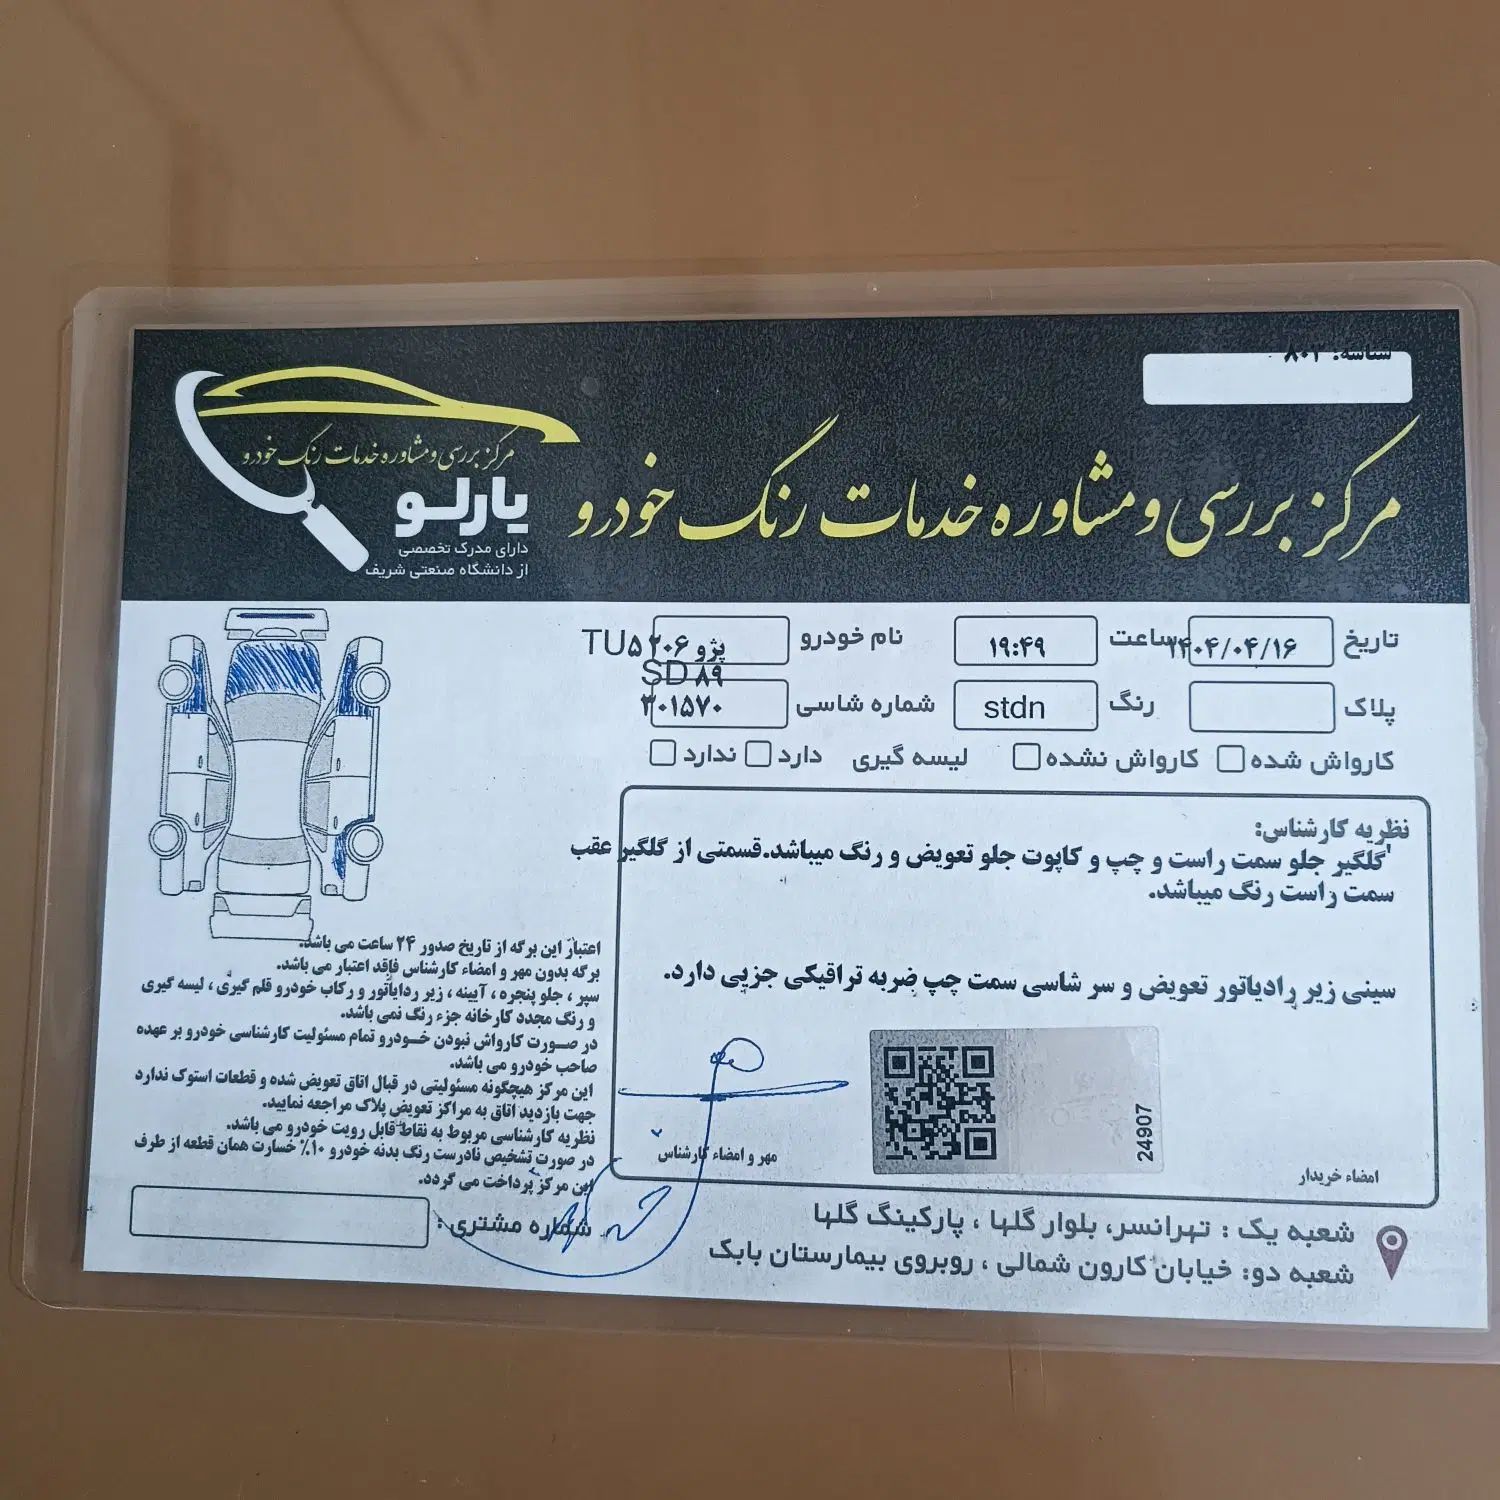 شناسه: ۸۰۲
مرکز بررسی و مشاوره خدمات رنگ خودرو
مرکز بررسی و مشاوره خدمات رنگ خودرو
یارلو
دارای مدرک تخصصی
از دانشگاه صنعتی شریف
تاریخ ۱۴۰۴/۰۴/۱۶ ساعت ۱۹:۴۹ نام خودرو پژو ۲۰۶ TU۵
SD ۸۹
پلاک رنگ stdn شماره شاسی ۳۰۱۵۷۰
کارواش شده کارواش نشده لیسه گیری دارد ندارد
نظریه کارشناس:
گلگیر جلو سمت راست و چپ و کاپوت جلو تعویض و رنگ میباشد.قسمتی از گلگیر عقب
سمت راست رنگ میباشد.
سینی زیر رادیاتور تعویض و سر شاسی سمت چپ ضربه ترافیکی جزیی دارد.
24907
مهر و امضاء کارشناس
امضاء خریدار
اعتبار این برگه از تاریخ صدور ۲۴ ساعت می باشد.
برگه بدون مهر و امضاء کارشناس فاقد اعتبار می باشد.
سپر ، جلو پنجره ، آیینه ، زیر ردایاتور و رکاب خودرو قلم گیری ، لیسه گیری
و رنگ مجدد کارخانه جزء رنگ نمی باشد.
در صورت کارواش نبودن خودرو تمام مسئولیت کارشناسی خودرو بر عهده
صاحب خودرو می باشد.
این مرکز هیچگونه مسئولیتی در قبال اتاق تعویض شده و قطعات استوک ندارد
جهت بازدید اتاق به مراکز تعویض پلاک مراجعه نمایید.
نظریه کارشناسی مربوط به نقاط قابل رویت خودرو می باشد.
در صورت تشخیص نادرست رنگ بدنه خودرو ۱۰٪ خسارت همان قطعه از طرف
این مرکز پرداخت می گردد.
شماره مشتری :
شعبه یک : تهرانسر، بلوار گلها ، پارکینگ گلها
شعبه دو: خیابان کارون شمالی ، روبروی بیمارستان بابک